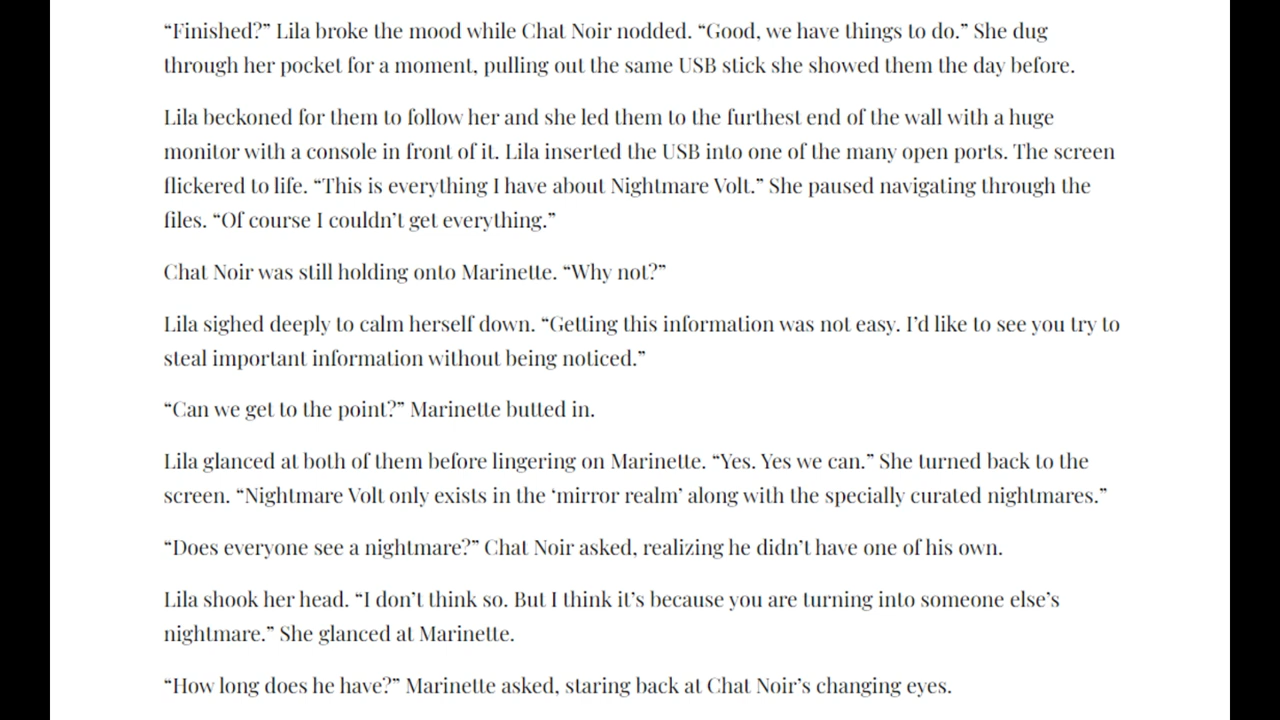 “Finished?” Lila broke the mood while Chat Noir nodded. “Good, we have things to do.” She dug
through her pocket for a moment, pulling out the same USB stick she showed them the day before.
Lila beckoned for them to follow her and she led them to the furthest end of the wall with a huge
monitor with a console in front of it. Lila inserted the USB into one of the many open ports. The screen
flickered to life. “This is everything I have about Nightmare Volt.” She paused navigating through the
files. “Of course I couldn’t get everything.”
Chat Noir was still holding onto Marinette. “Why not?”
Lila sighed deeply to calm herself down. “Getting this information was not easy. I’d like to see you try to
steal important information without being noticed.”
“Can we get to the point?” Marinette butted in.
Lila glanced at both of them before lingering on Marinette. “Yes. Yes we can.” She turned back to the
screen. “Nightmare Volt only exists in the ‘mirror realm’ along with the specially curated nightmares.”
“Does everyone see a nightmare?” Chat Noir asked, realizing he didn’t have one of his own.
Lila shook her head. “I don’t think so. But I think it’s because you are turning into someone else’s
nightmare.” She glanced at Marinette.
“How long does he have?” Marinette asked, staring back at Chat Noir’s changing eyes.